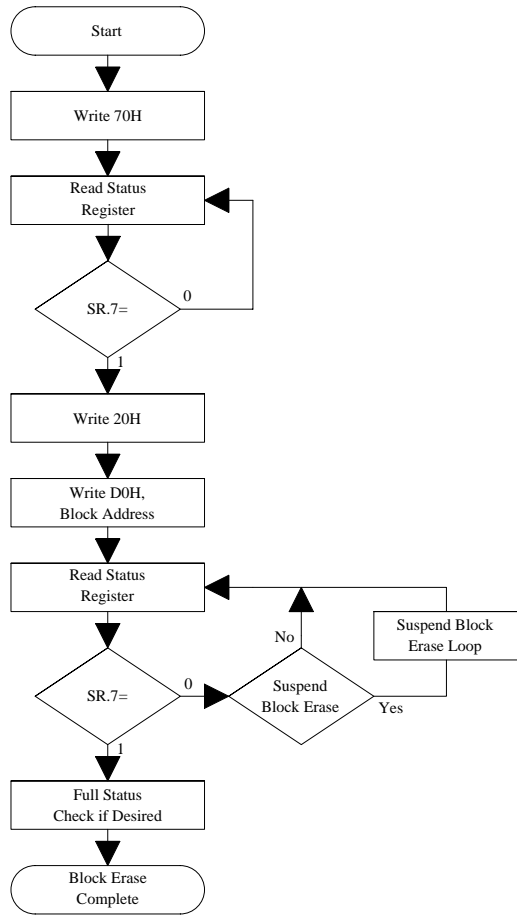 Start
Write 70H
Read Status
Register
SR.7=
0
1
Write 20H
Write D0H,
Block Address
Read Status
Register
SR.7=
0
1
Suspend
Block Erase
No
Yes
Suspend Block
Erase Loop
Full Status
Check if Desired
Block Erase
Complete